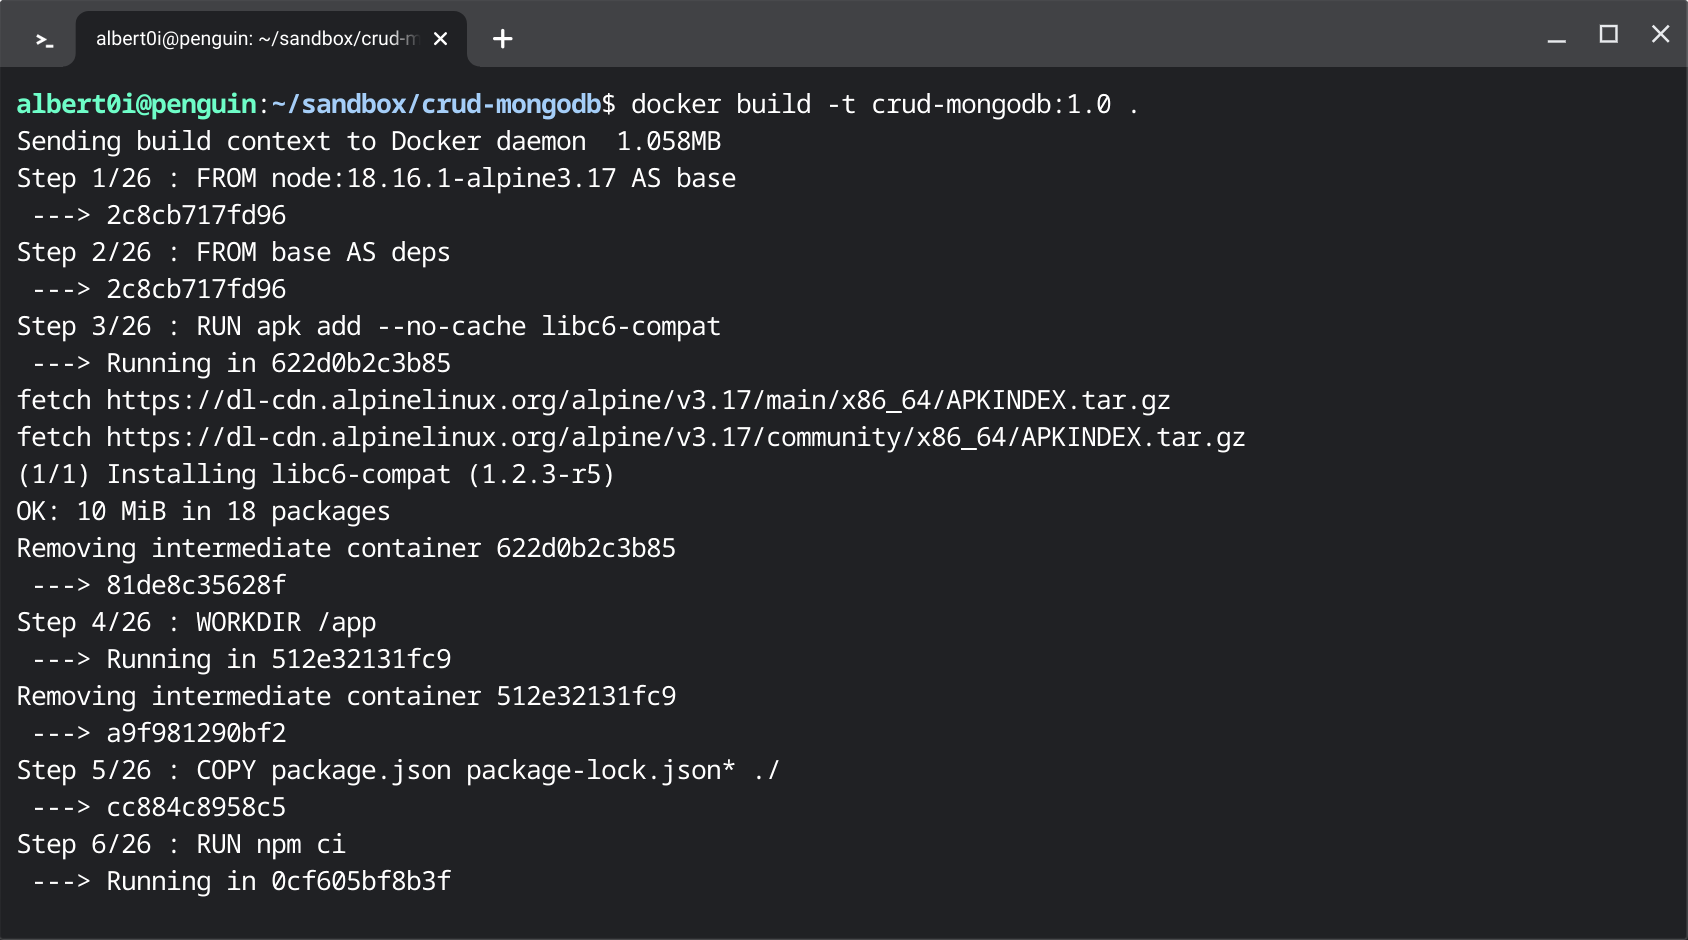 albert0i@penguin: ~/sandbox/crud-m
albert0i@penguin:~/sandbox/crud-mongodb$ docker build -t crud-mongodb:1.0 .
Sending build context to Docker daemon  1.058MB
Step 1/26 : FROM node:18.16.1-alpine3.17 AS base
 ---> 2c8cb717fd96
Step 2/26 : FROM base AS deps
 ---> 2c8cb717fd96
Step 3/26 : RUN apk add --no-cache libc6-compat
 ---> Running in 622d0b2c3b85
fetch https://dl-cdn.alpinelinux.org/alpine/v3.17/main/x86_64/APKINDEX.tar.gz
fetch https://dl-cdn.alpinelinux.org/alpine/v3.17/community/x86_64/APKINDEX.tar.gz
(1/1) Installing libc6-compat (1.2.3-r5)
OK: 10 MiB in 18 packages
Removing intermediate container 622d0b2c3b85
 ---> 81de8c35628f
Step 4/26 : WORKDIR /app
 ---> Running in 512e32131fc9
Removing intermediate container 512e32131fc9
 ---> a9f981290bf2
Step 5/26 : COPY package.json package-lock.json* ./
 ---> cc884c8958c5
Step 6/26 : RUN npm ci
 ---> Running in 0cf605bf8b3f